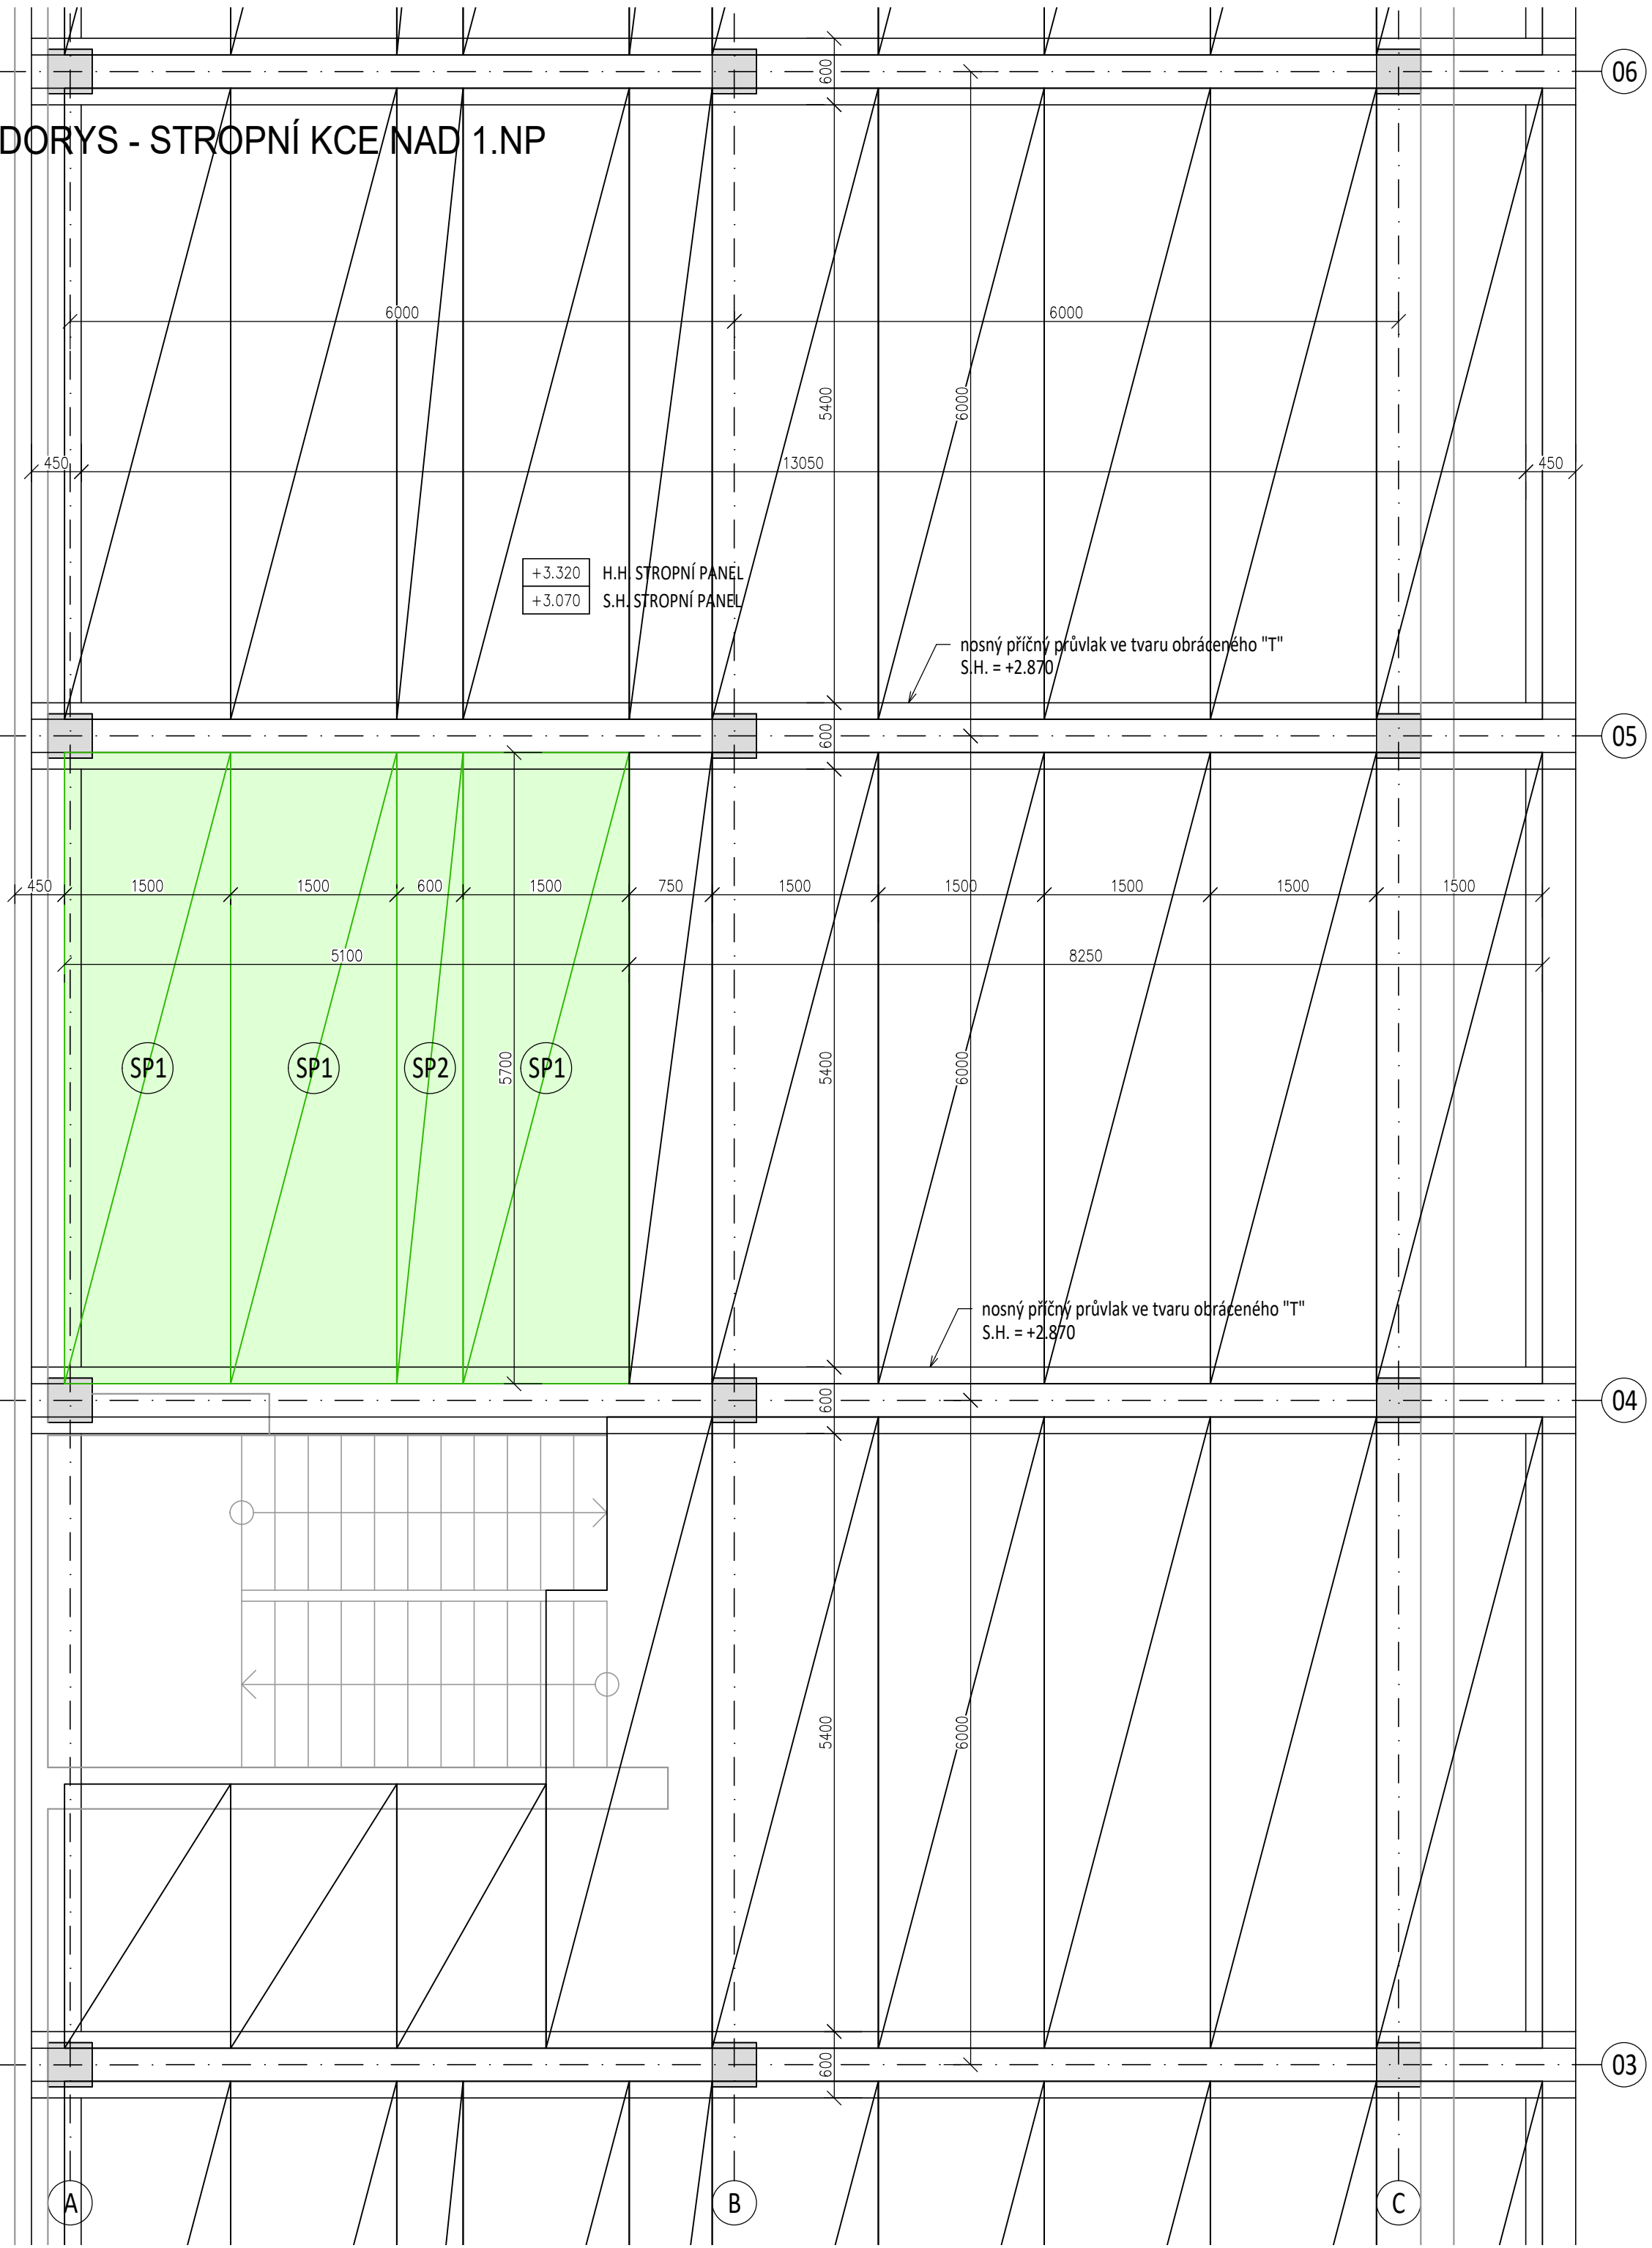 06
600
DORYS - STROPNÍ KCE NAD 1.NP
6000
6000
5400
6000
450
13050
450
+3.320 H.H. STROPNÍ PANEL
+3.070 S.H. STROPNÍ PANEL
nosný příčný průvlak ve tvaru obráceného "T"
S.H. = +2.870
600
05
450
1500
1500
600
1500
750
1500
1500
1500
1500
1500
5100
8250
SP1
SP1
SP2
5700
SP1
5400
6000
nosný příčný průvlak ve tvaru obráceného "T"
S.H. = +2.870
600
04
5400
6000
600
03
A
B
C